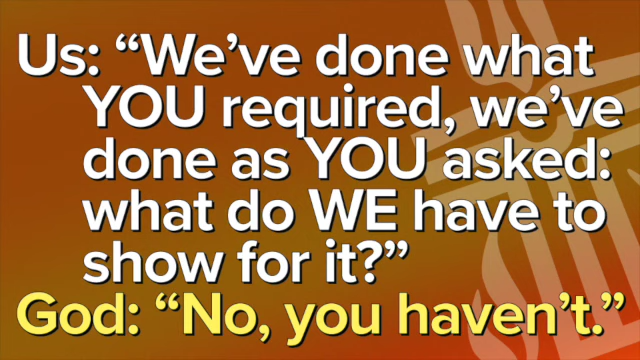 Us: “We’ve done what
YOU required, we’ve
done as YOU asked:
what do WE have to
show for it?”
God: “No, you haven’t.”